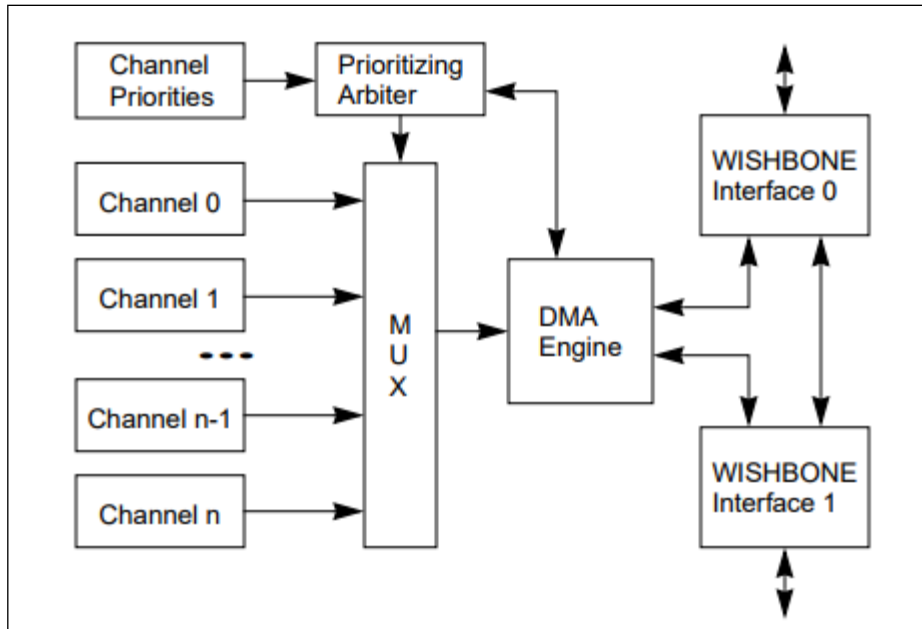 Channel
Priorities
Prioritizing
Arbiter
WISHBONE
Interface 0
Channel 0
Channel 1
M
U
X
DMA
Engine
Channel n-1
Channel n
WISHBONE
Interface 1